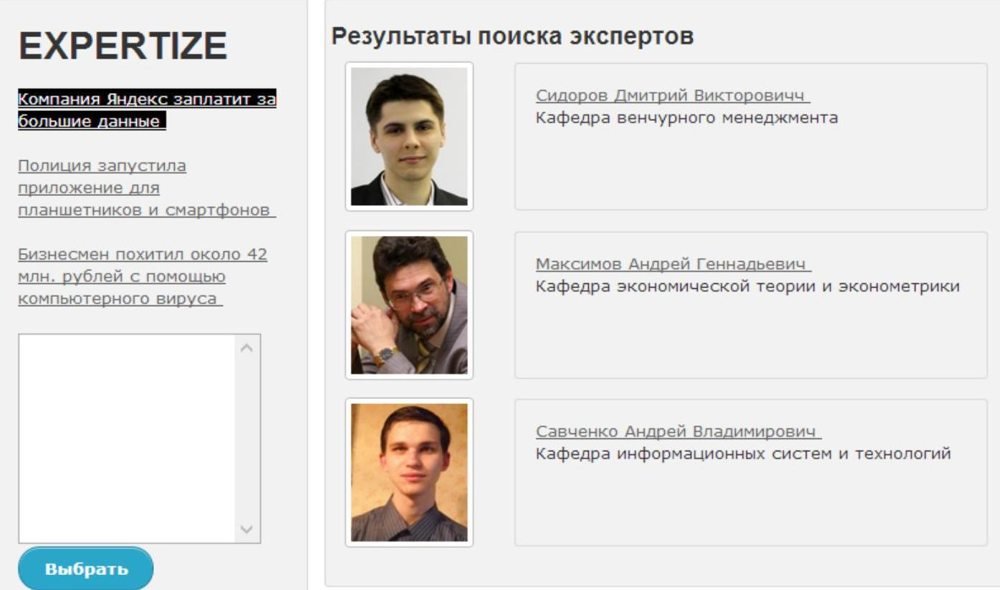 EXPERTIZE
Компания Яндекс заплатит за
большие данные
Полиция запустила
приложение для
планшетников и смартфонов
Бизнесмен похитил около 42
млн. рублей с помощью
компьютерного вируса
Выбрать
Результаты поиска экспертов
Сидоров Дмитрий Викторовичч
Кафедра венчурного менеджмента
Максимов Андрей Геннадьевич
Кафедра экономической теории и эконометрики
Савченко Андрей Владимирович
Кафедра информационных систем и технологий